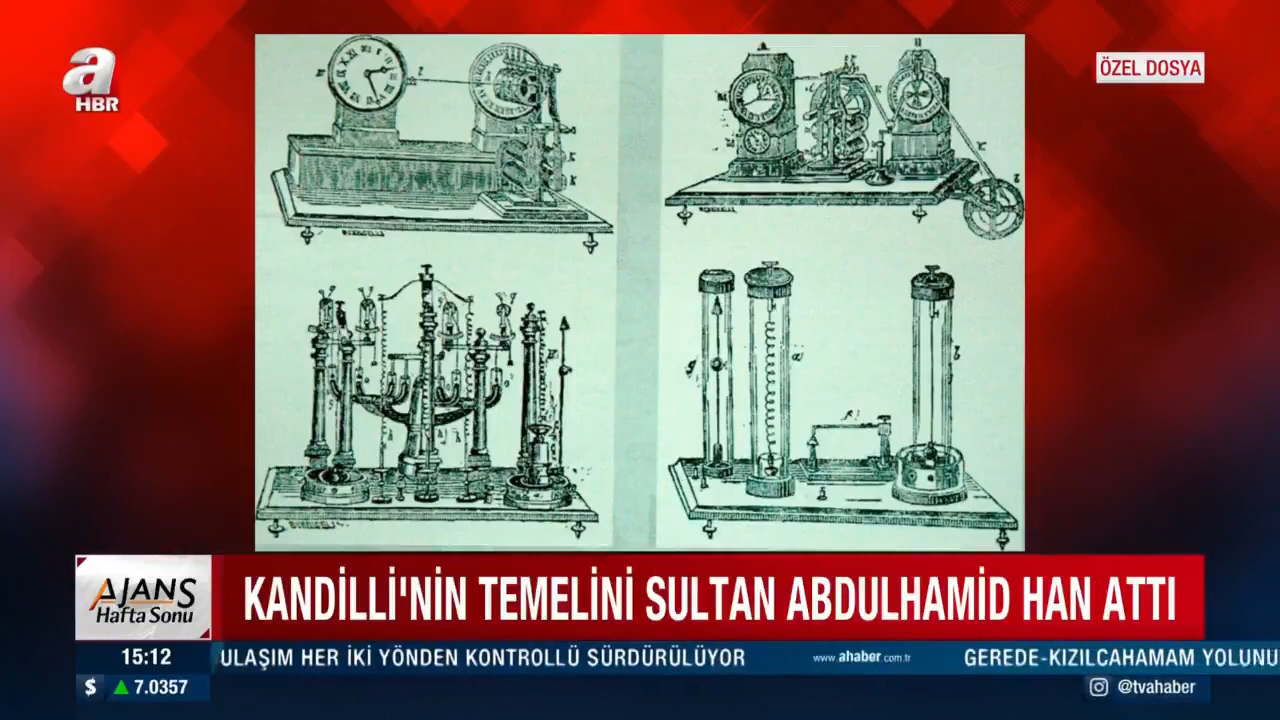 a
HBR
ÖZEL DOSYA
AJANS
Hafta Sonu
KANDİLLİ'NİN TEMELİNİ SULTAN ABDULHAMİD HAN ATTI
15:12
ULAŞIM HER İKİ YÖNDEN KONTROLLÜ SÜRDÜRÜLÜYOR
www.ahaber.com.tr
GEREDE-KIZILCAHAMAM YOLUNU
$ ▲ 7.0357
@tvahaber